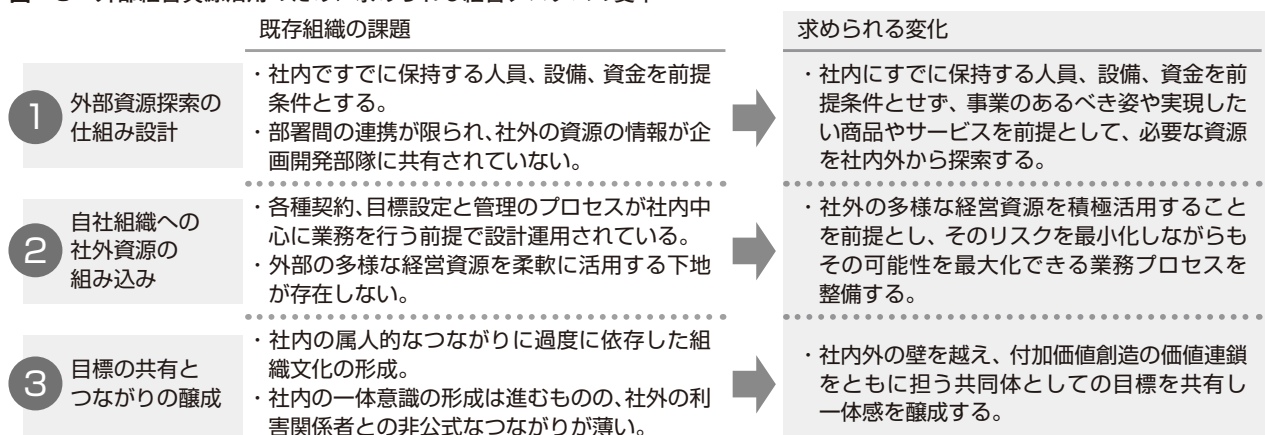 既存組織の課題
求められる変化
1
外部資源探索の
仕組み設計
・社内ですでに保持する人員、設備、資金を前提
条件とする。
・部署間の連携が限られ、社外の資源の情報が企
画開発部隊に共有されていない。
・社内にすでに保持する人員、設備、資金を前
提条件とせず、事業のあるべき姿や実現した
い商品やサービスを前提として、必要な資源
を社内外から探索する。
2
自社組織への
社外資源の
組み込み
・各種契約、目標設定と管理のプロセスが社内中
心に業務を行う前提で設計運用されている。
・外部の多様な経営資源を柔軟に活用する下地
が存在しない。
・社外の多様な経営資源を積極活用すること
を前提とし、そのリスクを最小化しながらも
その可能性を最大化できる業務プロセスを
整備する。
3
目標の共有と
つながりの醸成
・社内の属人的なつながりに過度に依存した組
織文化の形成。
・社内の一体意識の形成は進むものの、社外の利
害関係者との非公式なつながりが薄い。
・社内外の壁を越え、付加価値創造の価値連鎖
をともに担う共同体としての目標を共有し
一体感を醸成する。